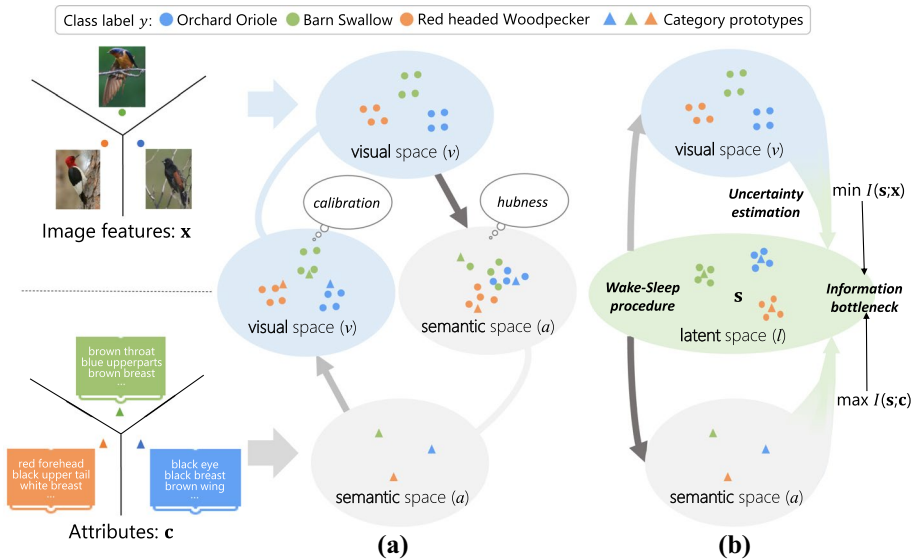 Class label y: Orchard Oriole Barn Swallow Red headed Woodpecker Category prototypes
Image features: x
visual space (v)
calibration
hubness
visual space (v)
semantic space (a)
brown throat
blue upperparts
brown breast
...
red forehead
black upper tail
white breast
...
black eye
black breast
brown wing
...
Attributes: c
semantic space (a)
(a)
visual space (v)
Uncertainty
estimation
min I(s;x)
Wake-Sleep
procedure
s
latent space (l)
Information
bottleneck
max I(s;c)
semantic space (a)
(b)